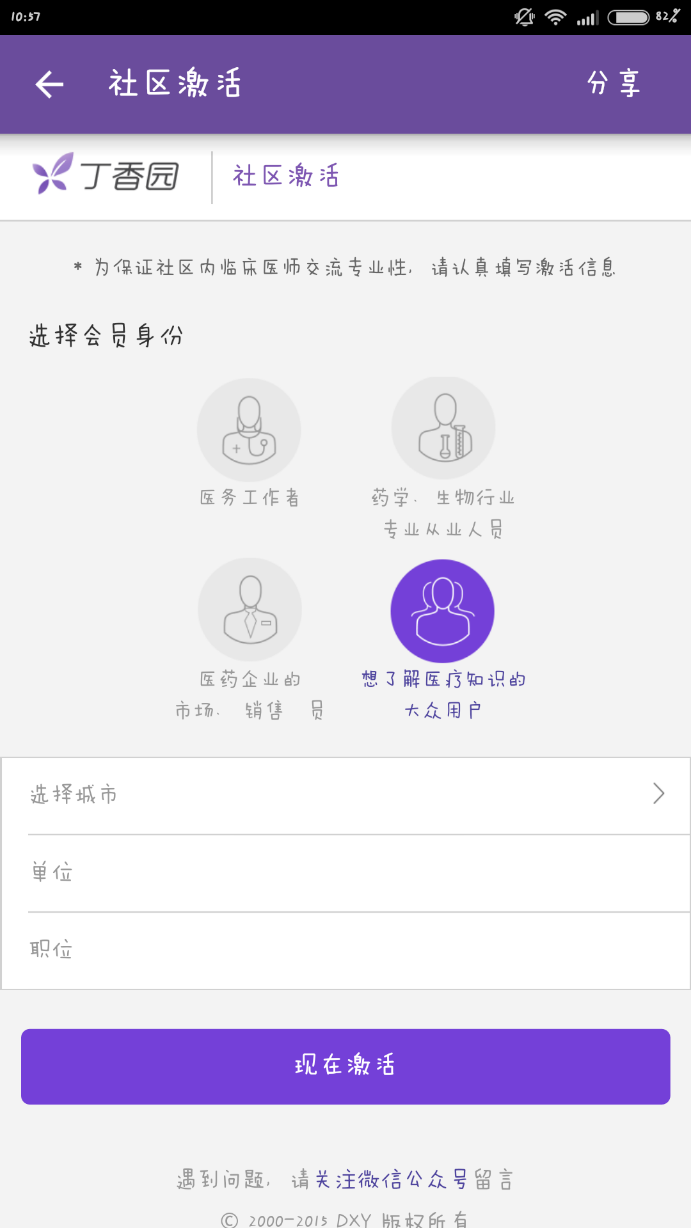 10:57
82%
社区激活
分享
丁香园
社区激活
* 为保证社区内临床医师交流专业性, 请认真填写激活信息
选择会员身份
医务工作者
药学. 生物行业
专业从业人员
医药企业的
市场. 销售 员
想了解医疗知识的
大众用户
选择城市
单位
职位
现在激活
遇到问题, 请关注微信公众号留言
© 2000-2015 DXY 版权所有